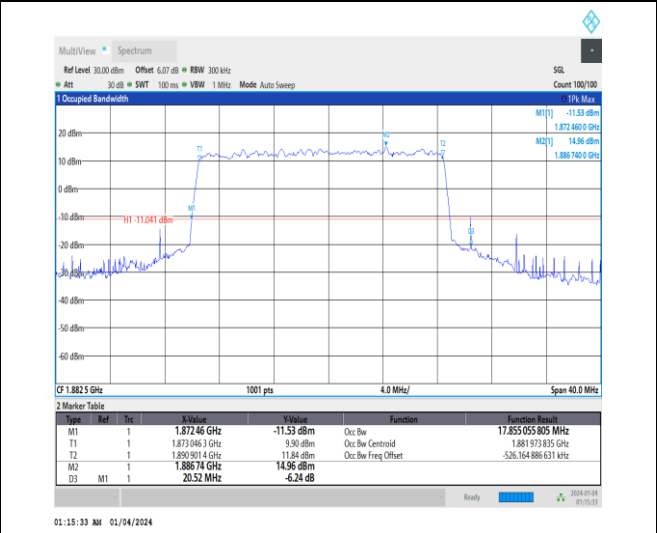 MultiView Spectrum
Ref Level 30.00 dBm Offset 6.07 dB RBW 300 kHz SGL
Att 30 dB SWT 100 ms VBW 1 MHz Mode Auto Sweep Count 100/100
1 Occupied Bandwidth 1Pk Max
M1[1] -11.53 dBm
1.872 460 0 GHz
M2[1] 14.96 dBm
1.886 740 0 GHz
20 dBm
T1 M2 T2
10 dBm
0 dBm
M1
-10 dBm
H1 -11.041 dBm
D3
-20 dBm
-30 dBm
-40 dBm
-50 dBm
-60 dBm
CF 1.882 5 GHz 1001 pts 4.0 MHz/ Span 40.0 MHz
2 Marker Table
Type Ref Trc X-Value Y-Value Function Function Result
M1 1 1.872 46 GHz -11.53 dBm Occ Bw 17.855 055 805 MHz
T1 1 1.873 046 3 GHz 9.90 dBm Occ Bw Centroid 1.881 973 835 GHz
T2 1 1.890 901 4 GHz 11.84 dBm Occ Bw Freq Offset -526.164 886 631 kHz
M2 1 1.886 74 GHz 14.96 dBm
D3 M1 1 20.52 MHz -6.24 dB
Ready 2024-01-04
01:15:33
01:15:33 AM 01/04/2024